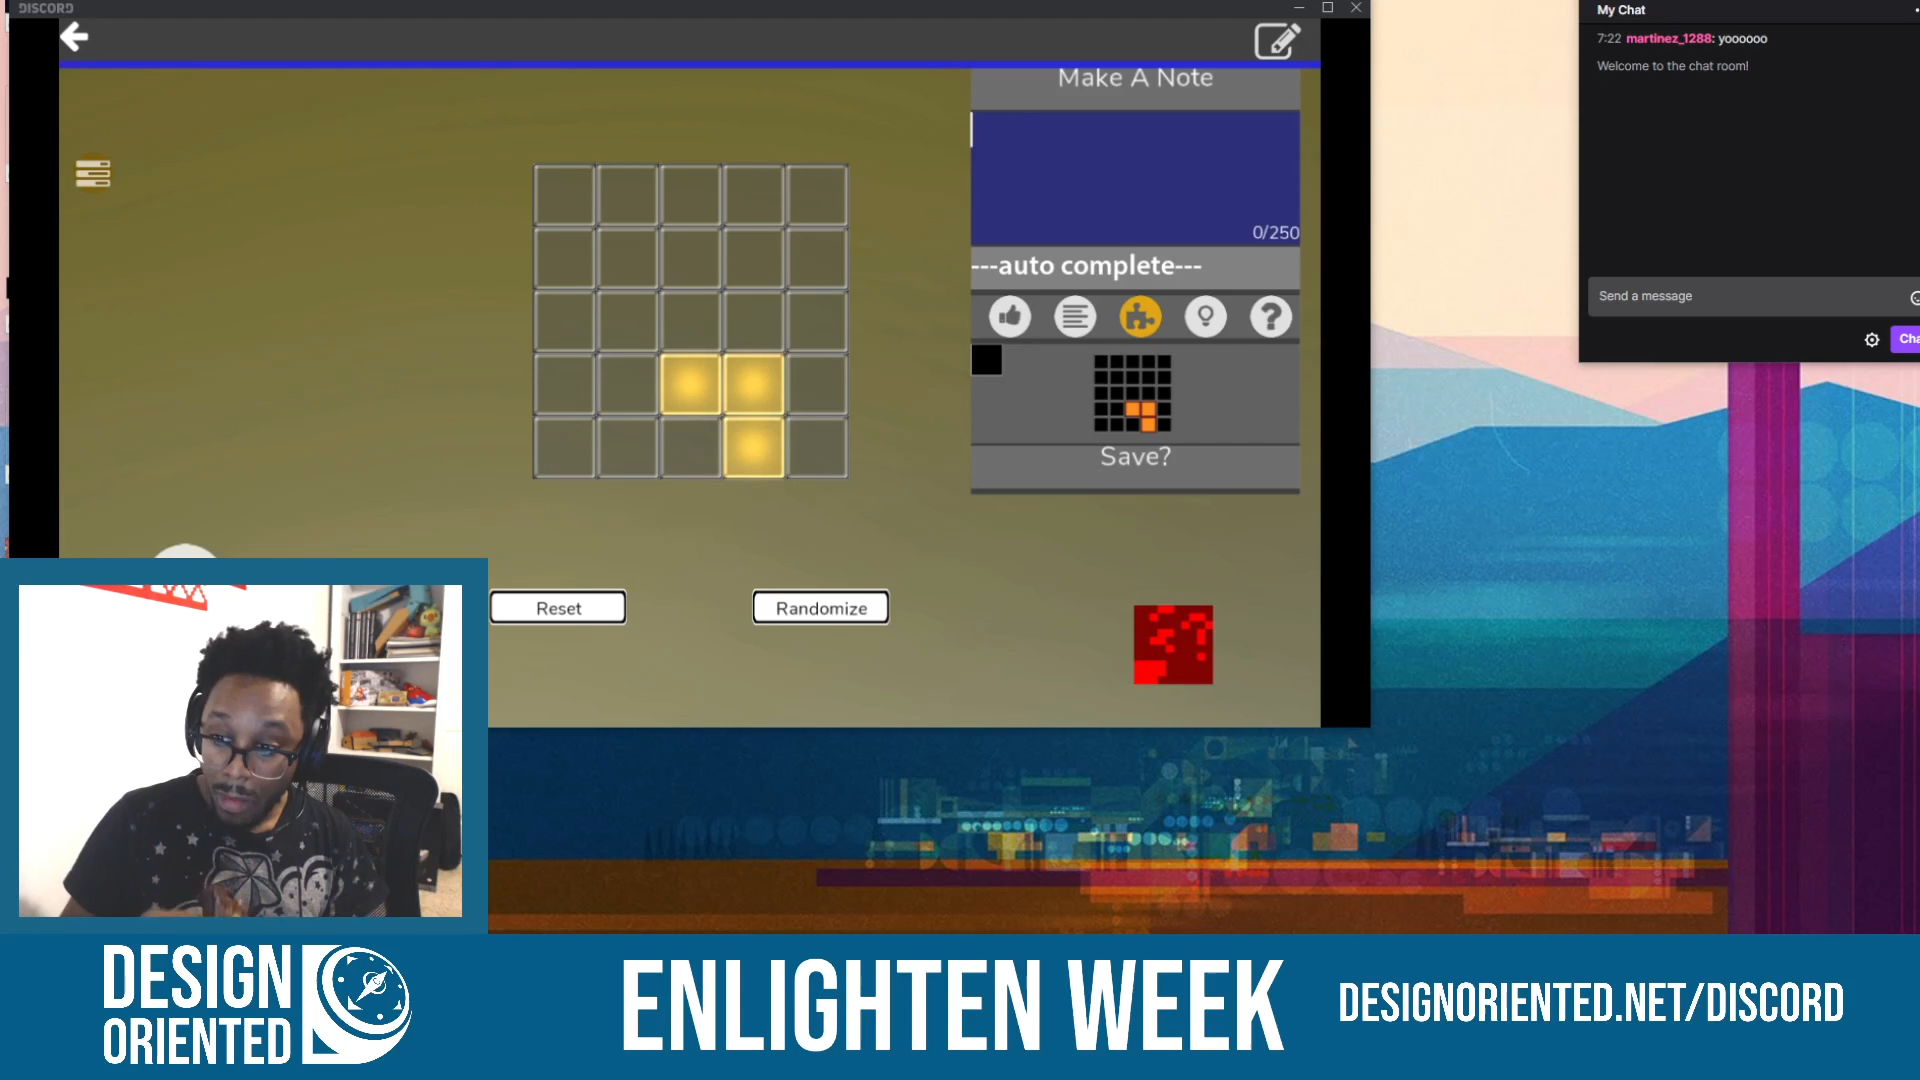 DISCORD
My Chat
7:22 martinez_1288: yoooooo
Welcome to the chat room!
Send a message
Make A Note
0/250
---auto complete---
Save?
Reset
Randomize
DESIGN
ORIENTED
ENLIGHTEN WEEK
DESIGNORIENTED.NET/DISCORD